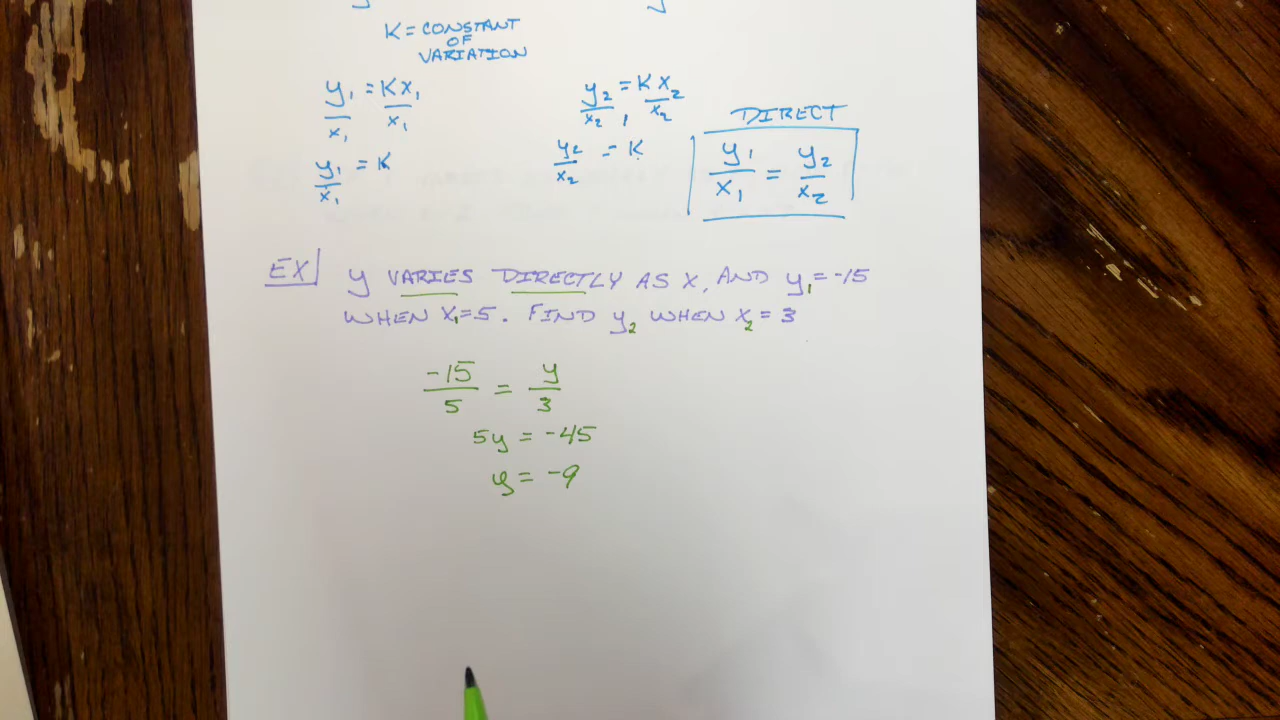 K = CONSTANT
OF
VARIATION
y₁/x₁ = Kx₁/x₁
y₂/x₂ = Kx₂/x₂
DIRECT
y₁/x₁ = K
y₂/x₂ = K
y₁/x₁ = y₂/x₂
EX y VARIES DIRECTLY AS X, AND y₁=-15
WHEN X₁=5. FIND y₂ WHEN X₂=3
-15/5 = y/3
5y = -45
y = -9